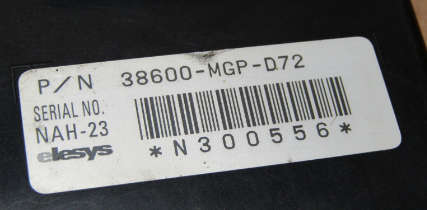 P/N 38600-MGP-D72
SERIAL NO.
NAH-23
elesys
*N300556*